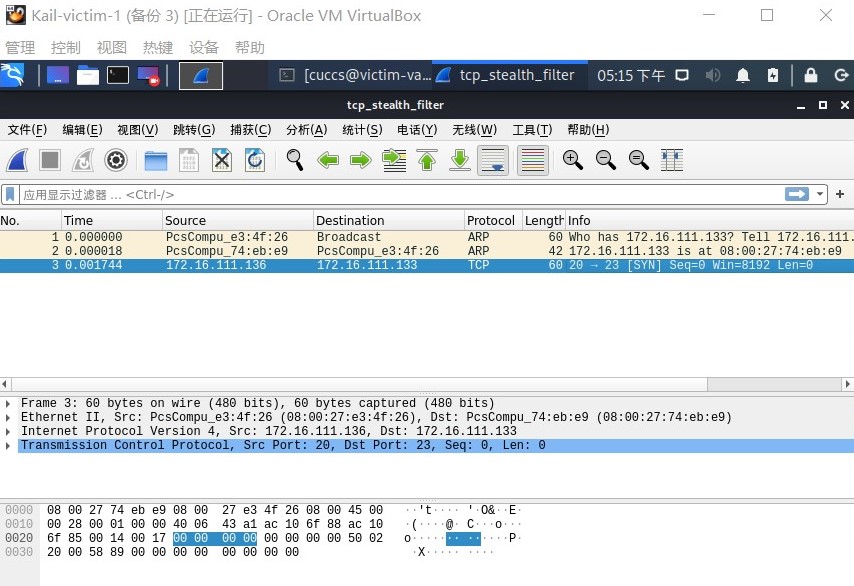 Kail-victim-1 (备份 3) [正在运行] - Oracle VM VirtualBox
管理 控制 视图 热键 设备 帮助
[cuccs@victim-va... tcp_stealth_filter 05:15 下午
tcp_stealth_filter
文件(F) 编辑(E) 视图(V) 跳转(G) 捕获(C) 分析(A) 统计(S) 电话(Y) 无线(W) 工具(T) 帮助(H)
应用显示过滤器 … <Ctrl-/>
No. Time Source Destination Protocol Length Info
1 0.000000 PcsCompu_e3:4f:26 Broadcast ARP 60 Who has 172.16.111.133? Tell 172.16.111.
2 0.000018 PcsCompu_74:eb:e9 PcsCompu_e3:4f:26 ARP 42 172.16.111.133 is at 08:00:27:74:eb:e9
3 0.001744 172.16.111.136 172.16.111.133 TCP 60 20 → 23 [SYN] Seq=0 Win=8192 Len=0
Frame 3: 60 bytes on wire (480 bits), 60 bytes captured (480 bits)
Ethernet II, Src: PcsCompu_e3:4f:26 (08:00:27:e3:4f:26), Dst: PcsCompu_74:eb:e9 (08:00:27:74:eb:e9)
Internet Protocol Version 4, Src: 172.16.111.136, Dst: 172.16.111.133
Transmission Control Protocol, Src Port: 20, Dst Port: 23, Seq: 0, Len: 0
0000 08 00 27 74 eb e9 08 00 27 e3 4f 26 08 00 45 00 ··'t···· '·O&··E·
0010 00 28 00 01 00 00 40 06 43 a1 ac 10 6f 88 ac 10 ·(····@· C···o···
0020 6f 85 00 14 00 17 00 00 00 00 00 00 00 00 50 02 o······· ······P·
0030 20 00 58 89 00 00 00 00 00 00 00 00 ·X····· ····